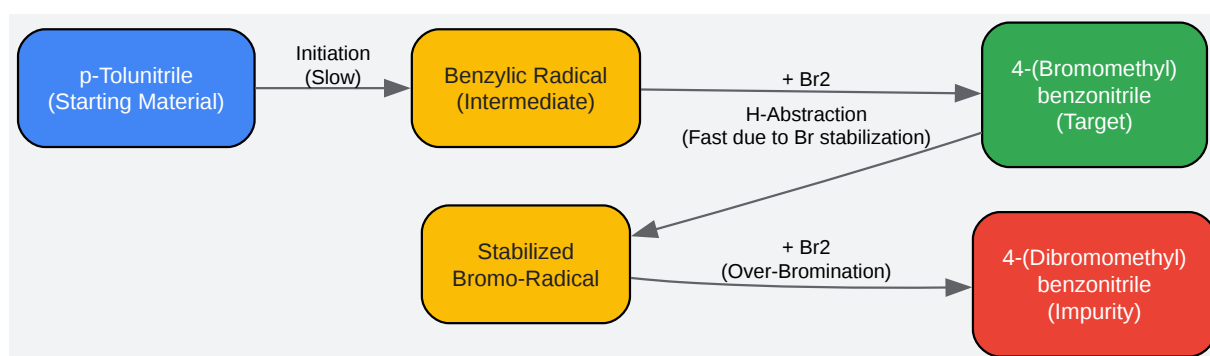 p-Tolunitrile
(Starting Material)
Initiation
(Slow)
Benzylic Radical
(Intermediate)
+ Br2
4-(Bromomethyl)
benzonitrile
(Target)
H-Abstraction
(Fast due to Br stabilization)
Stabilized
Bromo-Radical
+ Br2
(Over-Bromination)
4-(Dibromomethyl)
benzonitrile
(Impurity)